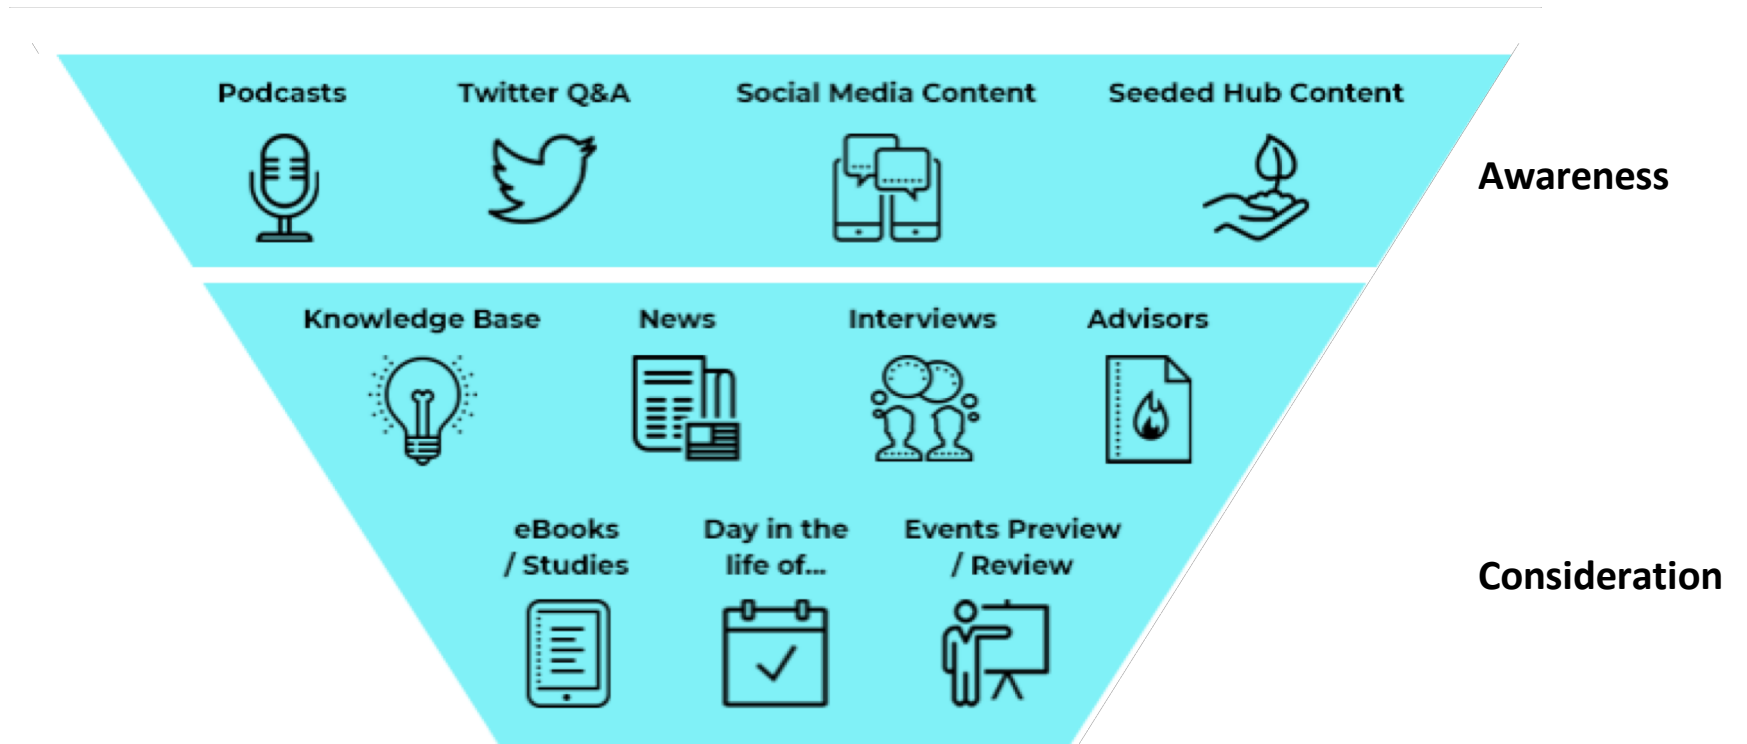 Podcasts
Twitter Q&A
Social Media Content
Seeded Hub Content
Awareness
Knowledge Base
News
Interviews
Advisors
eBooks
/ Studies
Day in the
life of...
Events Preview
/ Review
Consideration